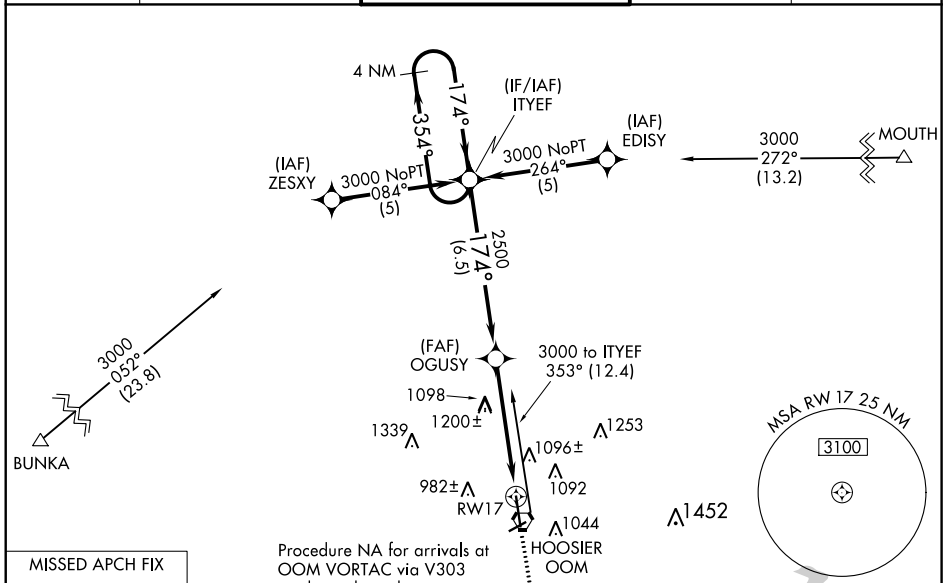 4 NM
174°
354°
(IF/IAF)
ITYEF
(IAF)
EDISY
3000
272°
(13.2)
MOUTH
(IAF)
ZESXY
3000 NoPT
084°
(5)
3000 NoPT
264°
(5)
2500
174°
(6.5)
3000
052°
(23.8)
BUNKA
(FAF)
OGUSY
3000 to ITYEF
353° (12.4)
1098
1200±
1339
1253
1096±
1092
982±
RW17
1044
1452
HOOSIER
OOM
MSA RW 17 25 NM
3100
MISSED APCH FIX
Procedure NA for arrivals at
OOM VORTAC via V303